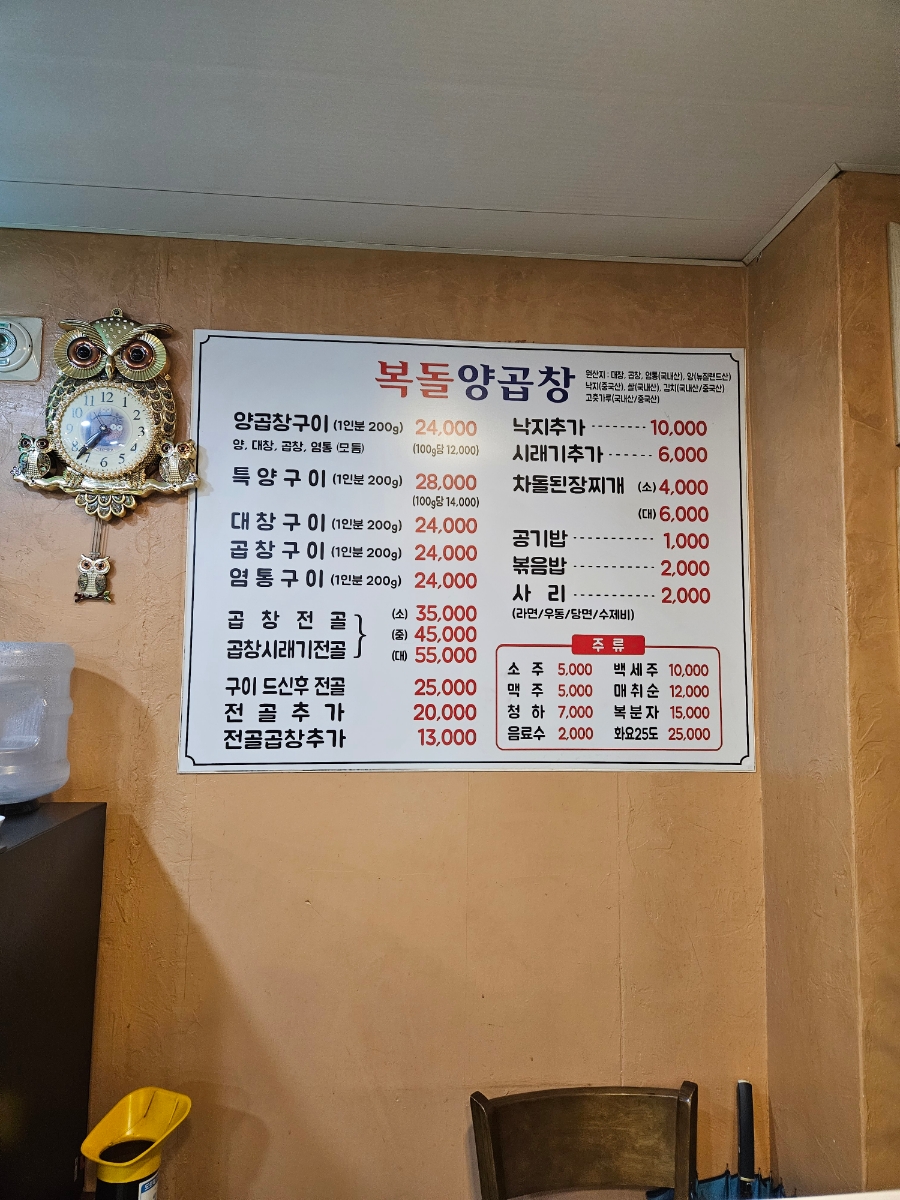 복돌양곱창
원산지 : 대창, 곱창, 염통(국내산), 양(뉴질랜드산)
낙지(중국산), 쌀(국내산), 김치(국내산/중국산)
고춧가루(국내산/중국산)
양곱창구이 (1인분 200g) 24,000
양, 대창, 곱창, 염통 (모듬) (100g당 12,000)
특양구이 (1인분 200g) 28,000
(100g당 14,000)
대창구이 (1인분 200g) 24,000
곱창구이 (1인분 200g) 24,000
염통구이 (1인분 200g) 24,000
곱창전골 (소) 35,000
(중) 45,000
곱창시래기전골 (대) 55,000
구이 드신후 전골 25,000
전골추가 20,000
전골곱창추가 13,000
낙지추가 -------- 10,000
시래기추가 ------ 6,000
차돌된장찌개 (소) 4,000
(대) 6,000
공기밥 ----------- 1,000
볶음밥 ----------- 2,000
사리 ----------- 2,000
(라면/우동/당면/수제비)
주류
소주 5,000 백세주 10,000
맥주 5,000 매취순 12,000
청하 7,000 복분자 15,000
음료수 2,000 화요25도 25,000
12
1
2
3
4
5
6
7
8
9
10
11